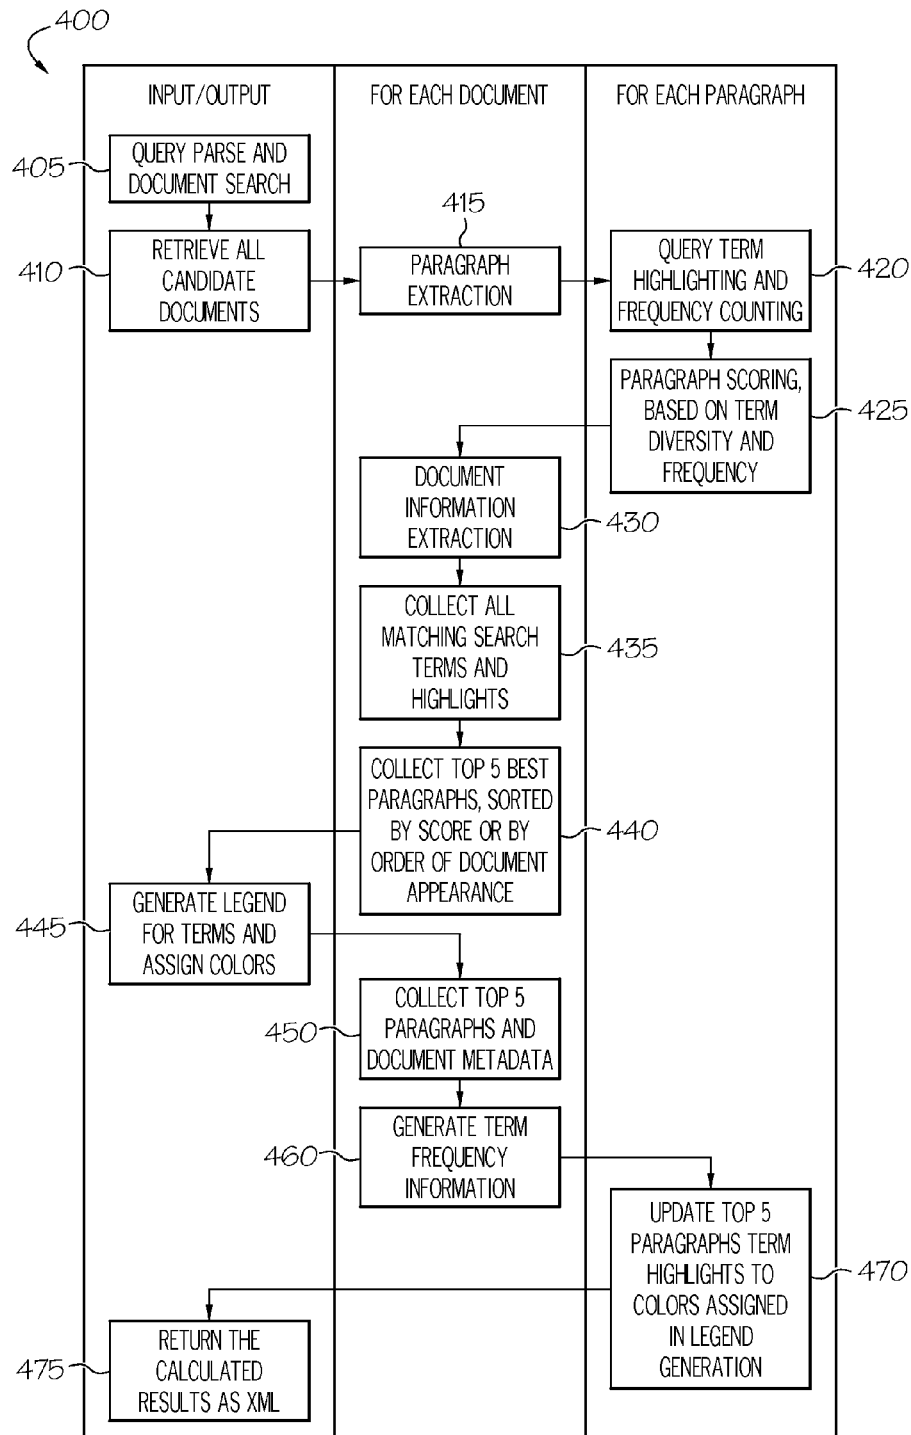 400
INPUT/OUTPUT
FOR EACH DOCUMENT
FOR EACH PARAGRAPH
405
QUERY PARSE AND
DOCUMENT SEARCH
410
RETRIEVE ALL
CANDIDATE
DOCUMENTS
415
PARAGRAPH
EXTRACTION
QUERY TERM
HIGHLIGHTING AND
FREQUENCY COUNTING
420
PARAGRAPH SCORING,
BASED ON TERM
DIVERSITY AND
FREQUENCY
425
DOCUMENT
INFORMATION
EXTRACTION
430
COLLECT ALL
MATCHING SEARCH
TERMS AND
HIGHLIGHTS
435
COLLECT TOP 5 BEST
PARAGRAPHS, SORTED
BY SCORE OR BY
ORDER OF DOCUMENT
APPEARANCE
440
445
GENERATE LEGEND
FOR TERMS AND
ASSIGN COLORS
450
COLLECT TOP 5
PARAGRAPHS AND
DOCUMENT METADATA
460
GENERATE TERM
FREQUENCY
INFORMATION
UPDATE TOP 5
PARAGRAPHS TERM
HIGHLIGHTS TO
COLORS ASSIGNED
IN LEGEND
GENERATION
470
475
RETURN THE
CALCULATED
RESULTS AS XML